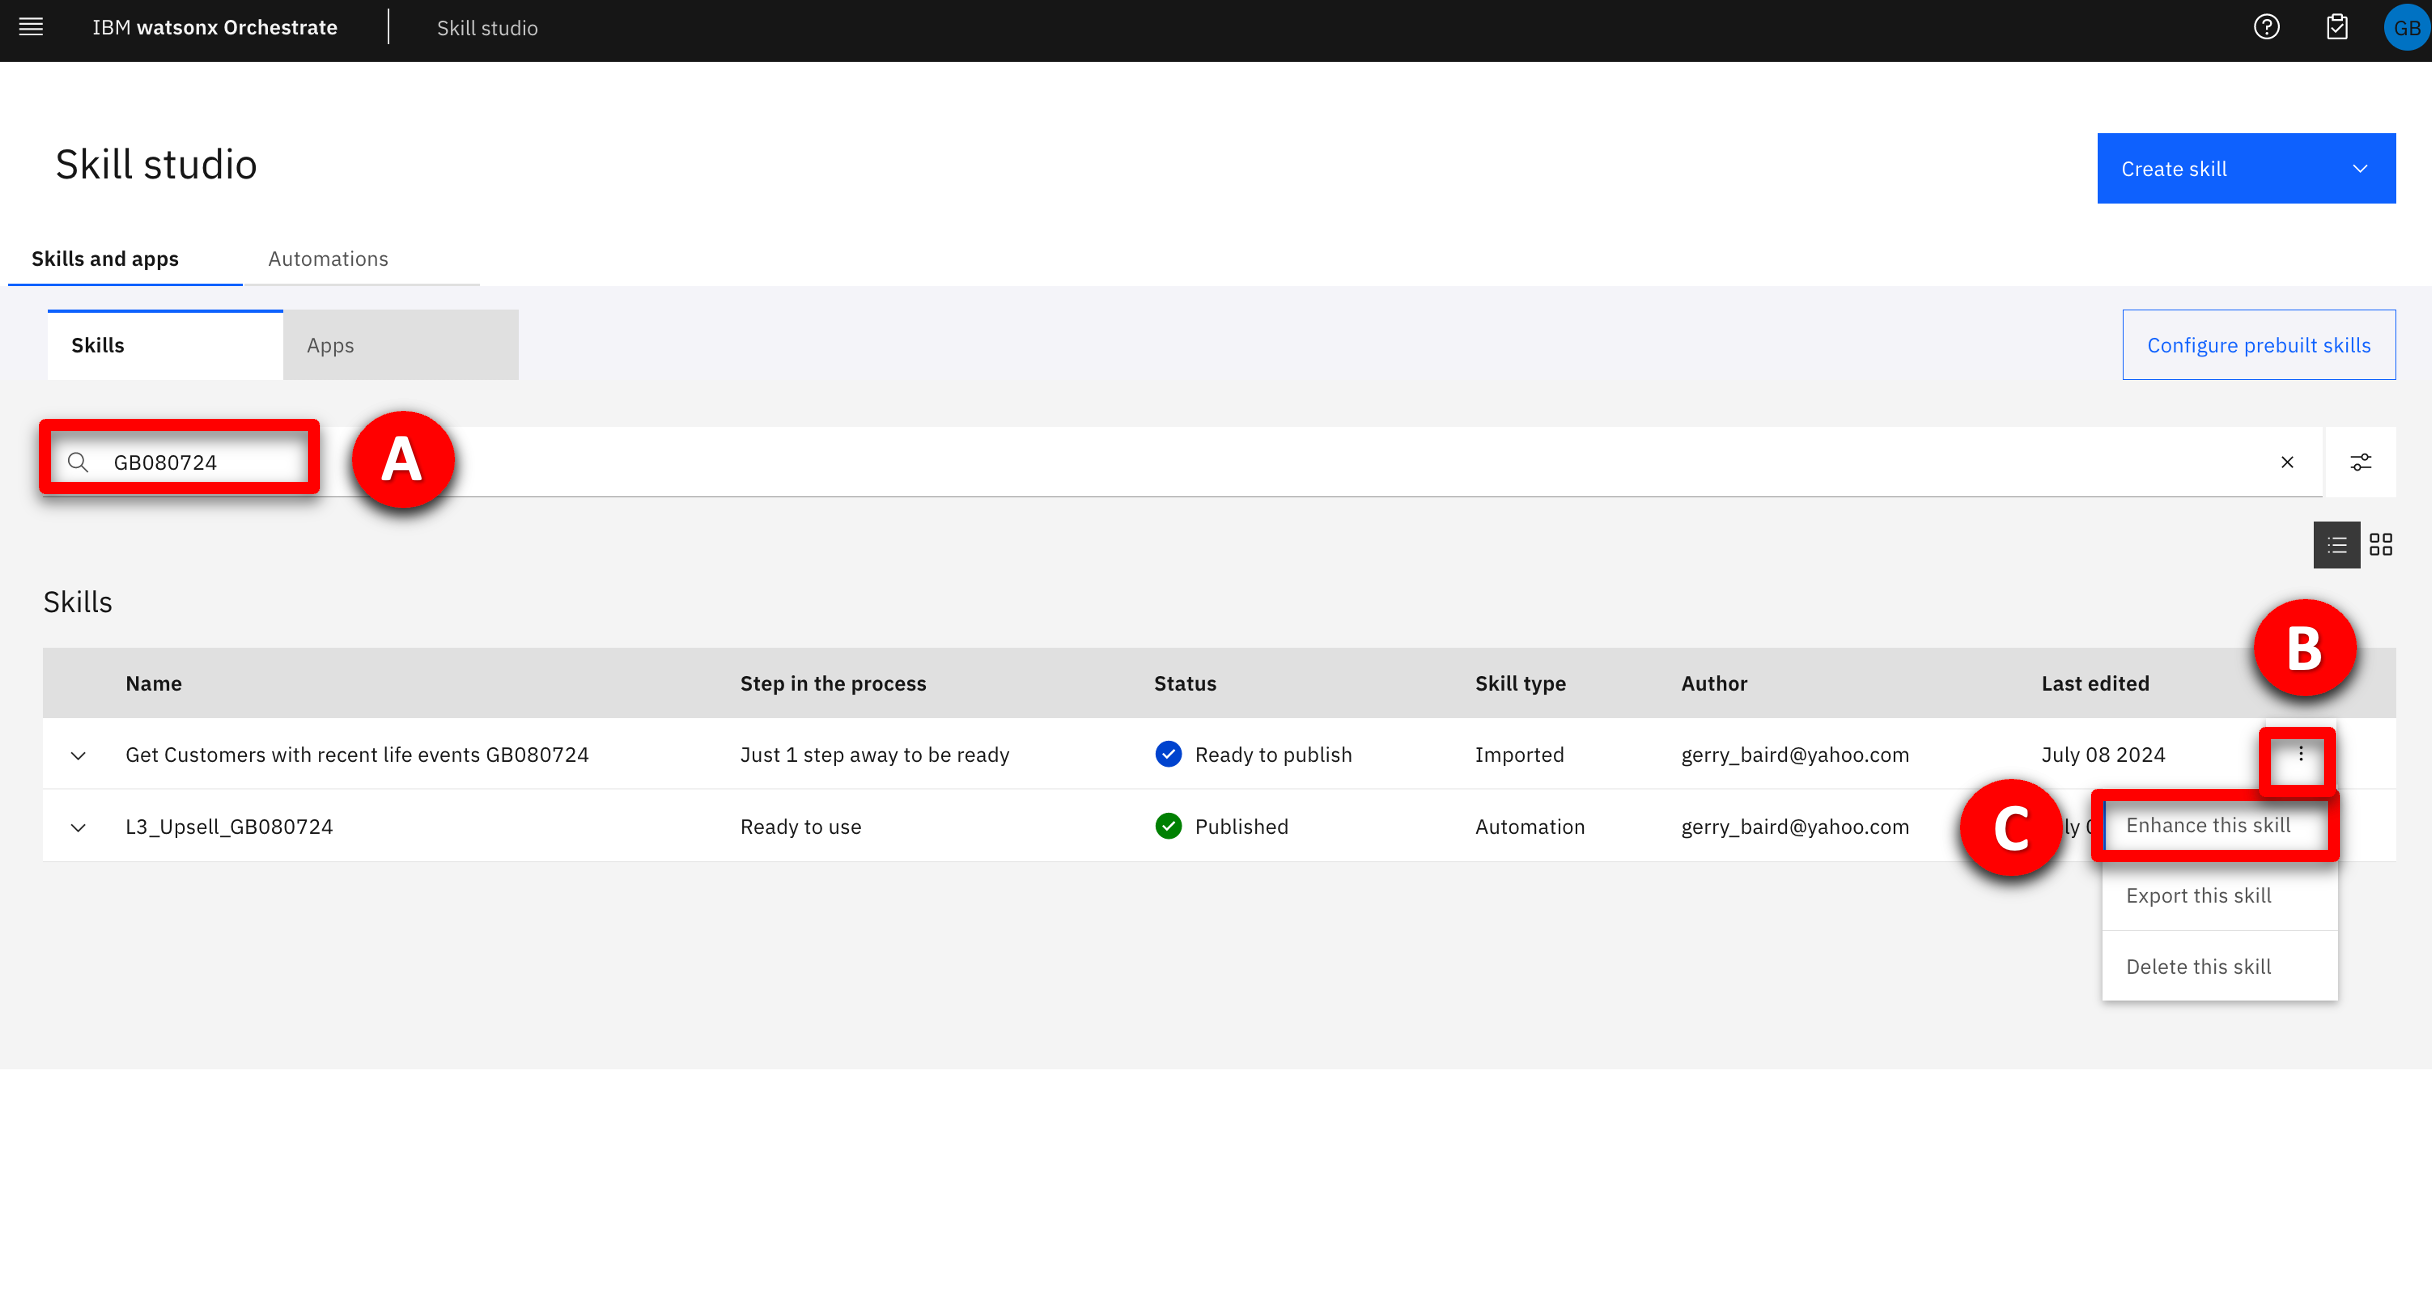 IBM watsonx Orchestrate
Skill studio
GB
Skill studio
Create skill
Skills and apps
Automations
Skills
Apps
Configure prebuilt skills
GB080724
A
Skills
B
Name
Step in the process
Status
Skill type
Author
Last edited
Get Customers with recent life events GB080724
Just 1 step away to be ready
Ready to publish
Imported
gerry_baird@yahoo.com
July 08 2024
L3_Upsell_GB080724
Ready to use
Published
Automation
gerry_baird@yahoo.com
C
Enhance this skill
Export this skill
Delete this skill